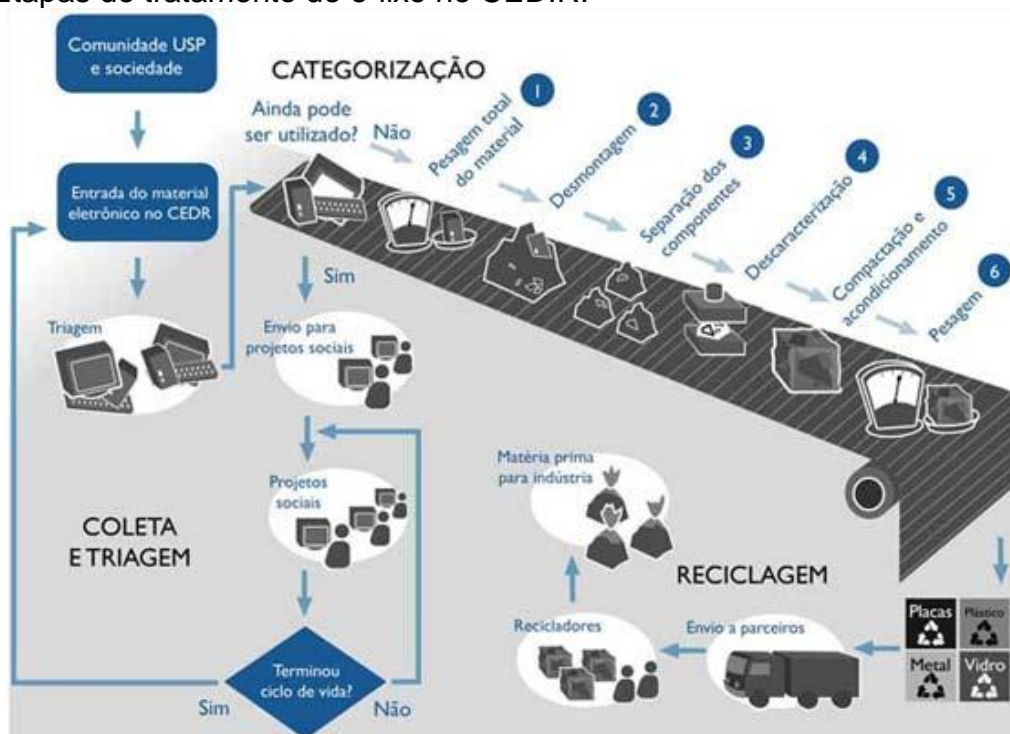 Etapas do tratamento do e-lixo no CEDIR.
Comunidade USP
e sociedade
Entrada do material
eletrônico no CEDR
Triagem
COLETA
E TRIAGEM
CATEGORIZAÇÃO
Ainda pode
ser utilizado?
Não
Sim
Envio para
projetos sociais
Projetos
sociais
Terminou
ciclo de vida?
Sim
Não
1
Pesagem total
do material
2
Desmontagem
3
Separação dos
componentes
4
Descaracterização
5
Compactação e
acondicionamento
6
Pesagem
Placas
Plástico
Metal
Vidro
RECICLAGEM
Envio a parceiros
Recicladores
Matéria prima
para indústria